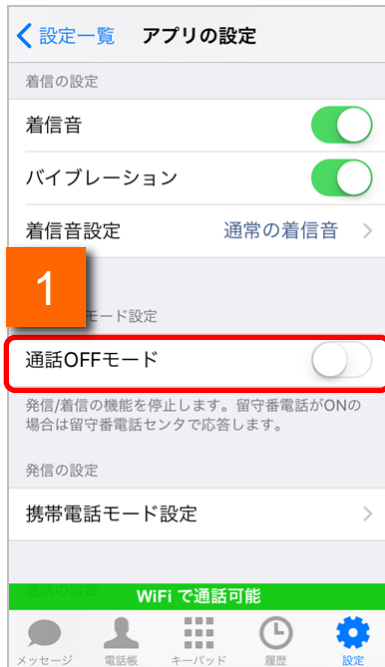 設定一覧 アプリの設定
着信の設定
着信音
バイブレーション
着信音設定 通常の着信音
1
モード設定
通話OFFモード
発信/着信の機能を停止します。留守番電話がONの
場合は留守番電話センタで応答します。
発信の設定
携帯電話モード設定
通話の設定
WiFi で通話可能
メッセージ 電話帳 キーパッド 履歴 設定